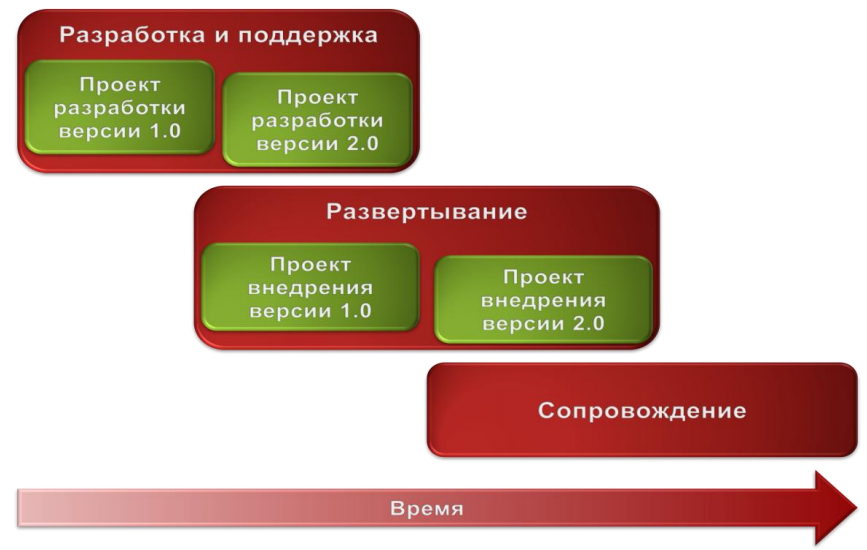 Разработка и поддержка
Проект
разработки
версии 1.0
Проект
разработки
версии 2.0
Развертывание
Проект
внедрения
версии 1.0
Проект
внедрения
версии 2.0
Сопровождение
Время